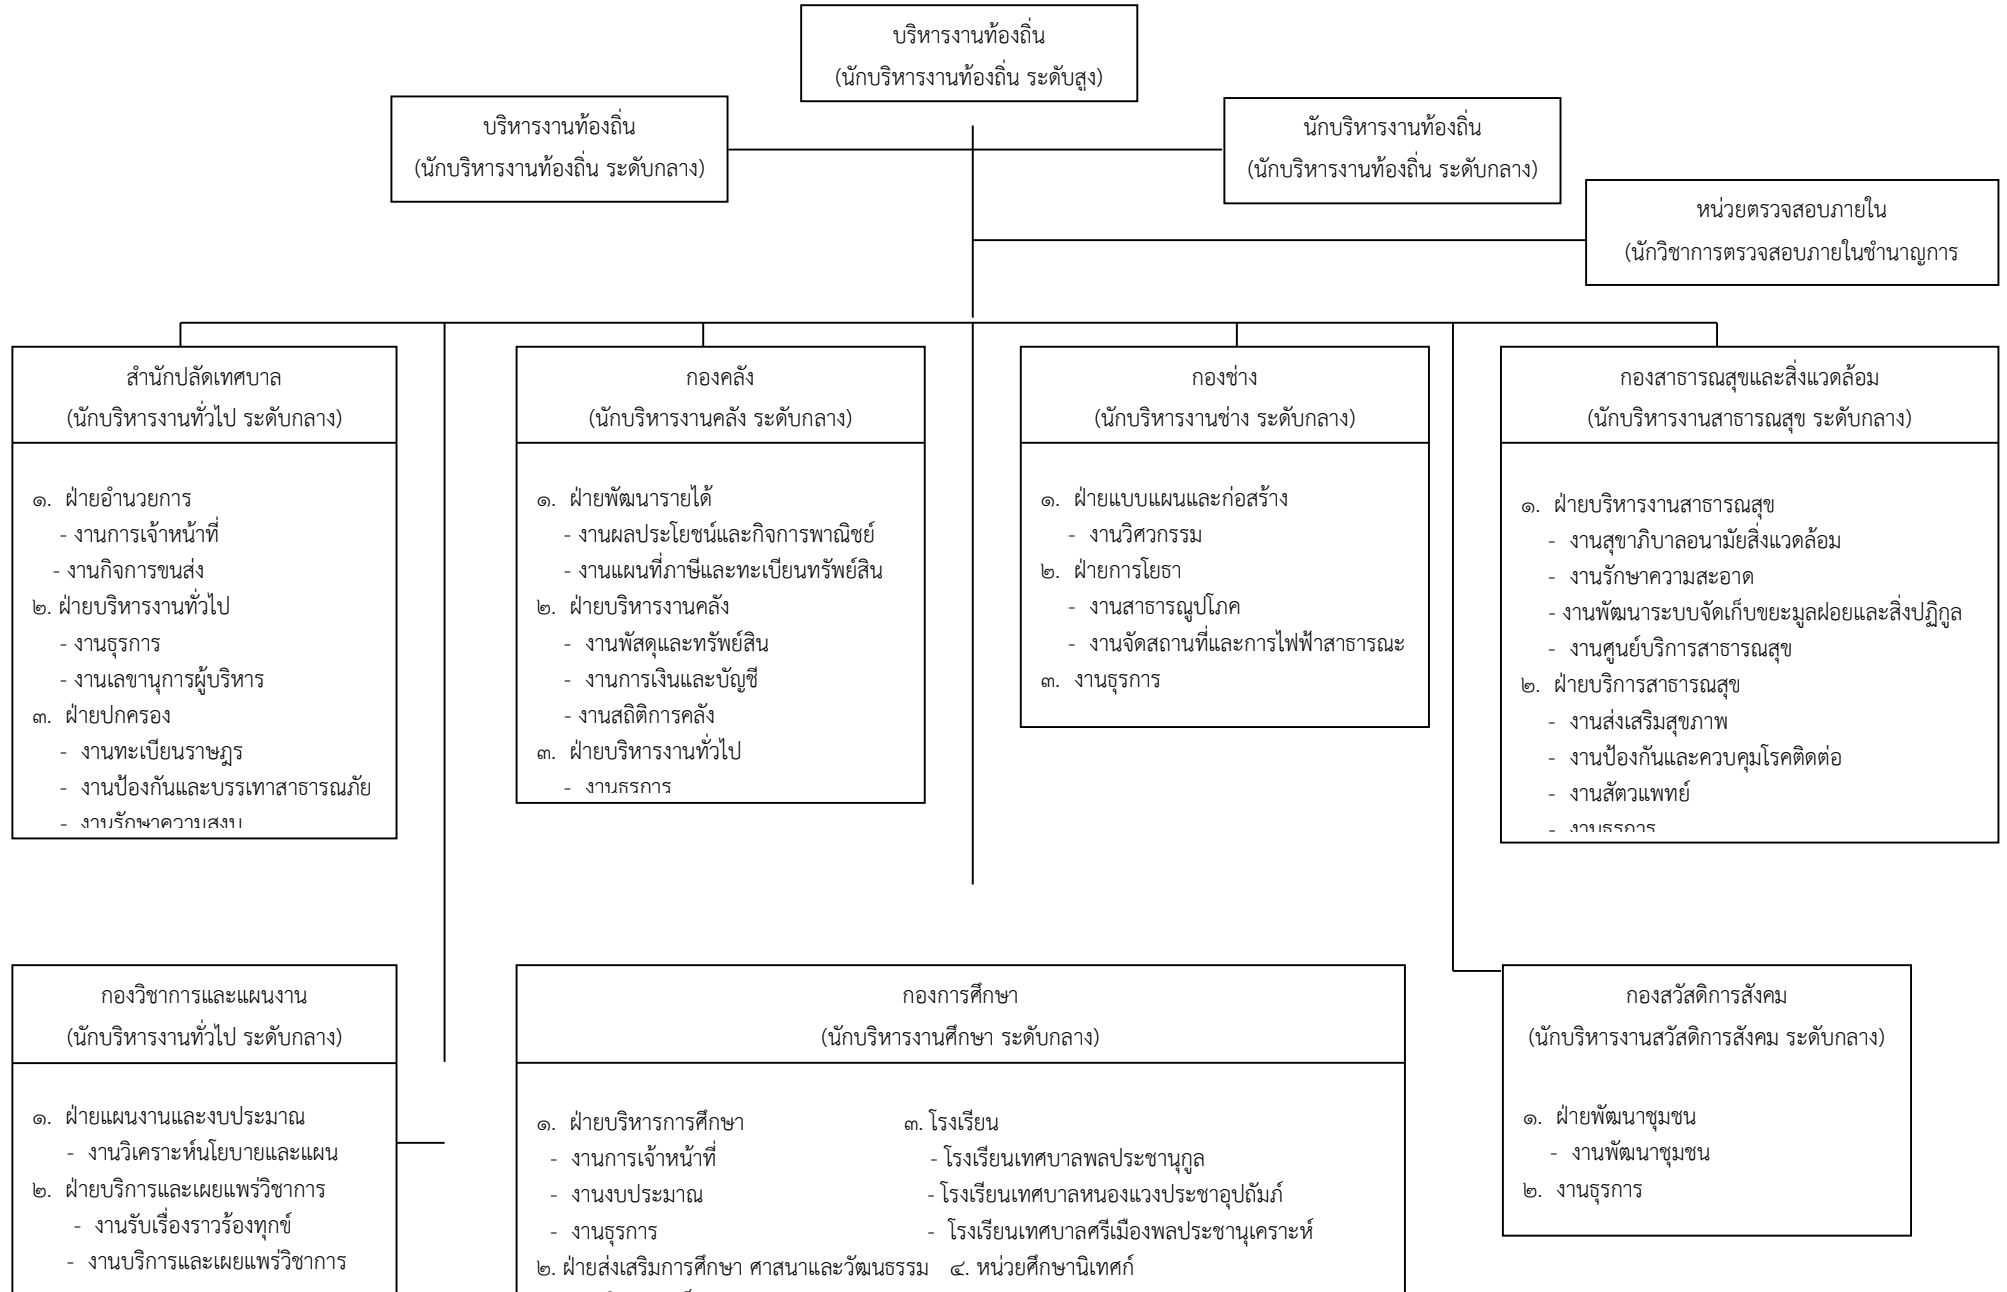 บริหารงานท้องถิ่น
(นักบริหารงานท้องถิ่น ระดับสูง)
บริหารงานท้องถิ่น
(นักบริหารงานท้องถิ่น ระดับกลาง)
นักบริหารงานท้องถิ่น
(นักบริหารงานท้องถิ่น ระดับกลาง)
หน่วยตรวจสอบภายใน
(นักวิชาการตรวจสอบภายในชำนาญการ
สำนักปลัดเทศบาล
(นักบริหารงานทั่วไป ระดับกลาง)
๑. ฝ่ายอำนวยการ
- งานการเจ้าหน้าที่
- งานกิจการขนส่ง
๒. ฝ่ายบริหารงานทั่วไป
- งานธุรการ
- งานเลขานุการผู้บริหาร
๓. ฝ่ายปกครอง
- งานทะเบียนราษฎร
- งานป้องกันและบรรเทาสาธารณภัย
- งานรักษาความสงบ
กองคลัง
(นักบริหารงานคลัง ระดับกลาง)
๑. ฝ่ายพัฒนารายได้
- งานผลประโยชน์และกิจการพาณิชย์
- งานแผนที่ภาษีและทะเบียนทรัพย์สิน
๒. ฝ่ายบริหารงานคลัง
- งานพัสดุและทรัพย์สิน
- งานการเงินและบัญชี
- งานสถิติการคลัง
๓. ฝ่ายบริหารงานทั่วไป
- งานธุรการ
กองช่าง
(นักบริหารงานช่าง ระดับกลาง)
๑. ฝ่ายแบบแผนและก่อสร้าง
- งานวิศวกรรม
๒. ฝ่ายการโยธา
- งานสาธารณูปโภค
- งานจัดสถานที่และการไฟฟ้าสาธารณะ
๓. งานธุรการ
กองสาธารณสุขและสิ่งแวดล้อม
(นักบริหารงานสาธารณสุข ระดับกลาง)
๑. ฝ่ายบริหารงานสาธารณสุข
- งานสุขาภิบาลอนามัยสิ่งแวดล้อม
- งานรักษาความสะอาด
- งานพัฒนาระบบจัดเก็บขยะมูลฝอยและสิ่งปฏิกูล
- งานศูนย์บริการสาธารณสุข
๒. ฝ่ายบริการสาธารณสุข
- งานส่งเสริมสุขภาพ
- งานป้องกันและควบคุมโรคติดต่อ
- งานสัตวแพทย์
- งานธุรการ
กองวิชาการและแผนงาน
(นักบริหารงานทั่วไป ระดับกลาง)
๑. ฝ่ายแผนงานและงบประมาณ
- งานวิเคราะห์นโยบายและแผน
๒. ฝ่ายบริการและเผยแพร่วิชาการ
- งานรับเรื่องราวร้องทุกข์
- งานบริการและเผยแพร่วิชาการ
กองการศึกษา
(นักบริหารงานศึกษา ระดับกลาง)
๑. ฝ่ายบริหารการศึกษา
- งานการเจ้าหน้าที่
- งานงบประมาณ
- งานธุรการ
๒. ฝ่ายส่งเสริมการศึกษา ศาสนาและวัฒนธรรม
๓. โรงเรียน
- โรงเรียนเทศบาลพลประชานุกูล
- โรงเรียนเทศบาลหนองแวงประชาอุปถัมภ์
- โรงเรียนเทศบาลศรีเมืองพลประชานุเคราะห์
๔. หน่วยศึกษานิเทศก์
กองสวัสดิการสังคม
(นักบริหารงานสวัสดิการสังคม ระดับกลาง)
๑. ฝ่ายพัฒนาชุมชน
- งานพัฒนาชุมชน
๒. งานธุรการ